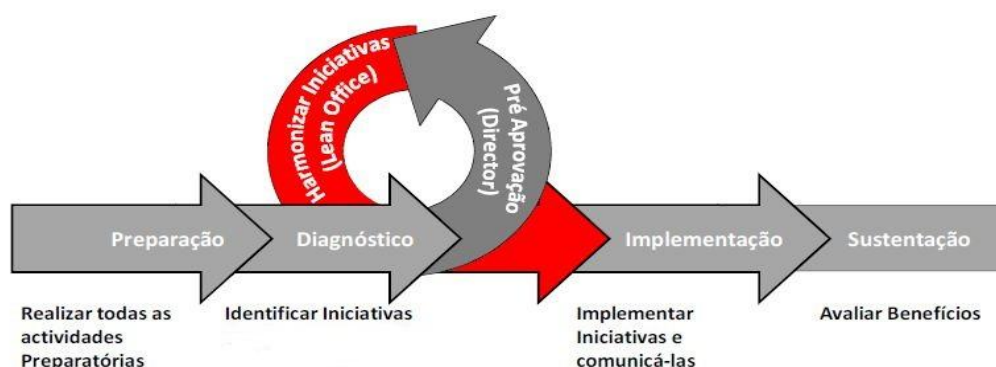 Harmonizar Iniciativas
(Lean Office)
Pré Aprovação
(Director)
Preparação
Diagnóstico
Implementação
Sustentação
Realizar todas as
actividades
Preparatórias
Identificar Iniciativas
Implementar
Iniciativas e
comunicá-las
Avaliar Benefícios